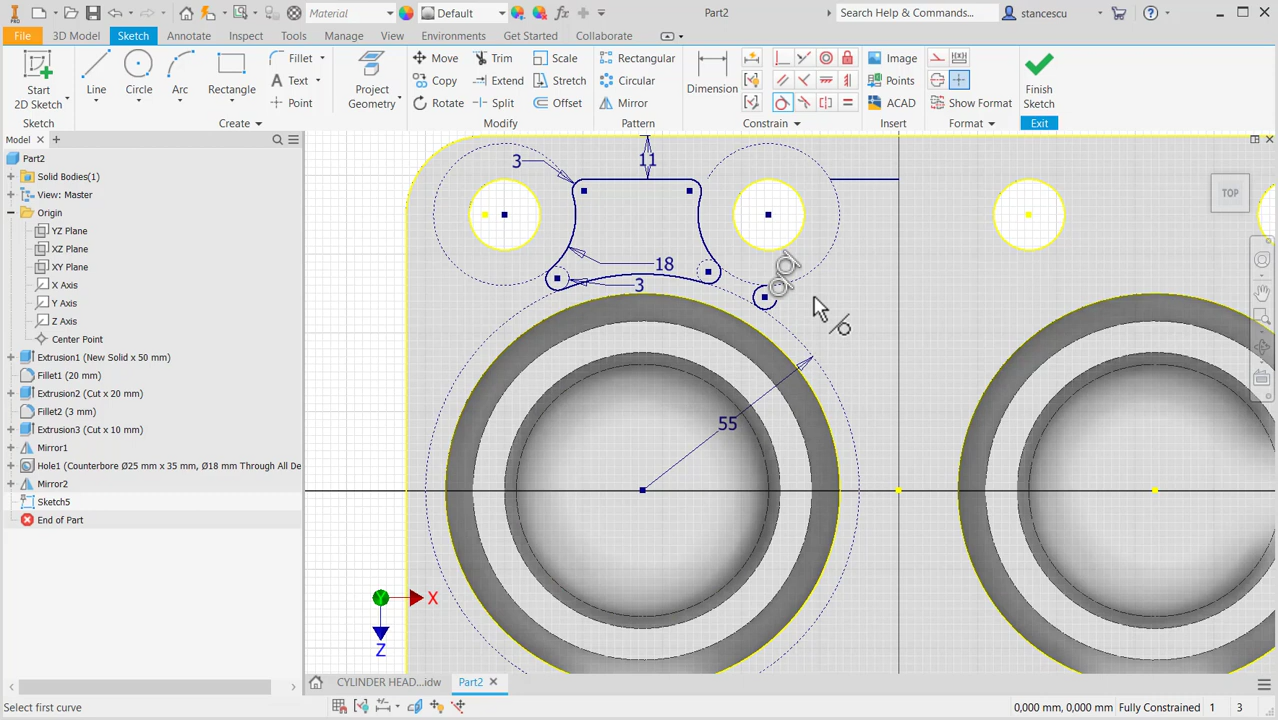 PRO
Material
Default
fx
Part2
Search Help & Commands...
stancescu
File
3D Model
Sketch
Annotate
Inspect
Tools
Manage
View
Environments
Get Started
Collaborate
Start
2D Sketch
Line
Circle
Arc
Rectangle
Fillet
Text
Point
Project
Geometry
Move
Copy
Rotate
Trim
Extend
Split
Scale
Stretch
Offset
Rectangular
Circular
Mirror
Dimension
Image
Points
ACAD
Show Format
Finish
Sketch
Sketch
Create
Modify
Pattern
Constrain
Insert
Format
Exit
Model
Part2
Solid Bodies(1)
View: Master
Origin
YZ Plane
XZ Plane
XY Plane
X Axis
Y Axis
Z Axis
Center Point
Extrusion1 (New Solid x 50 mm)
Fillet1 (20 mm)
Extrusion2 (Cut x 20 mm)
Fillet2 (3 mm)
Extrusion3 (Cut x 10 mm)
Mirror1
Hole1 (Counterbore Ø25 mm x 35 mm, Ø18 mm Through All De
Mirror2
Sketch5
End of Part
3
11
18
3
55
TOP
X
Y
Z
CYLINDER HEAD...idw
Part2
Select first curve
0,000 mm, 0,000 mm
Fully Constrained
1
3